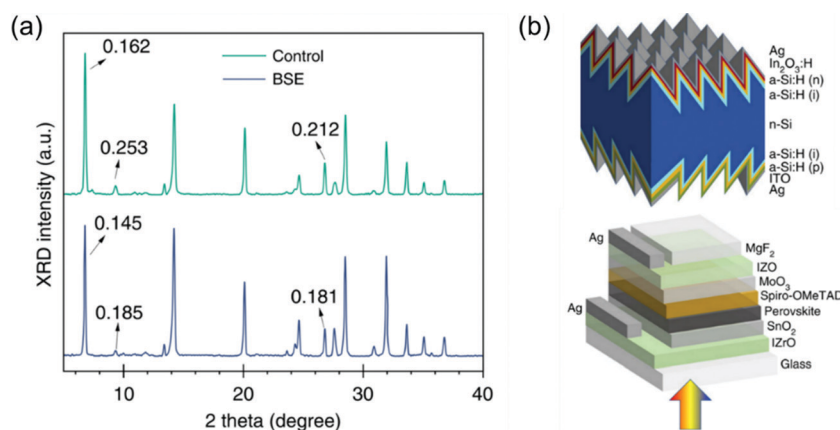 (a)
XRD intensity (a.u.)
0.162
0.253
0.212
Control
BSE
0.145
0.185
0.181
10
20
30
40
2 theta (degree)
(b)
Ag
In₂O₃:H
a-Si:H (n)
a-Si:H (i)
n-Si
a-Si:H (i)
a-Si:H (p)
ITO
Ag
Ag
Ag
MgF₂
IZO
MoO₃
Spiro-OMeTAD
Perovskite
SnO₂
IZrO
Glass